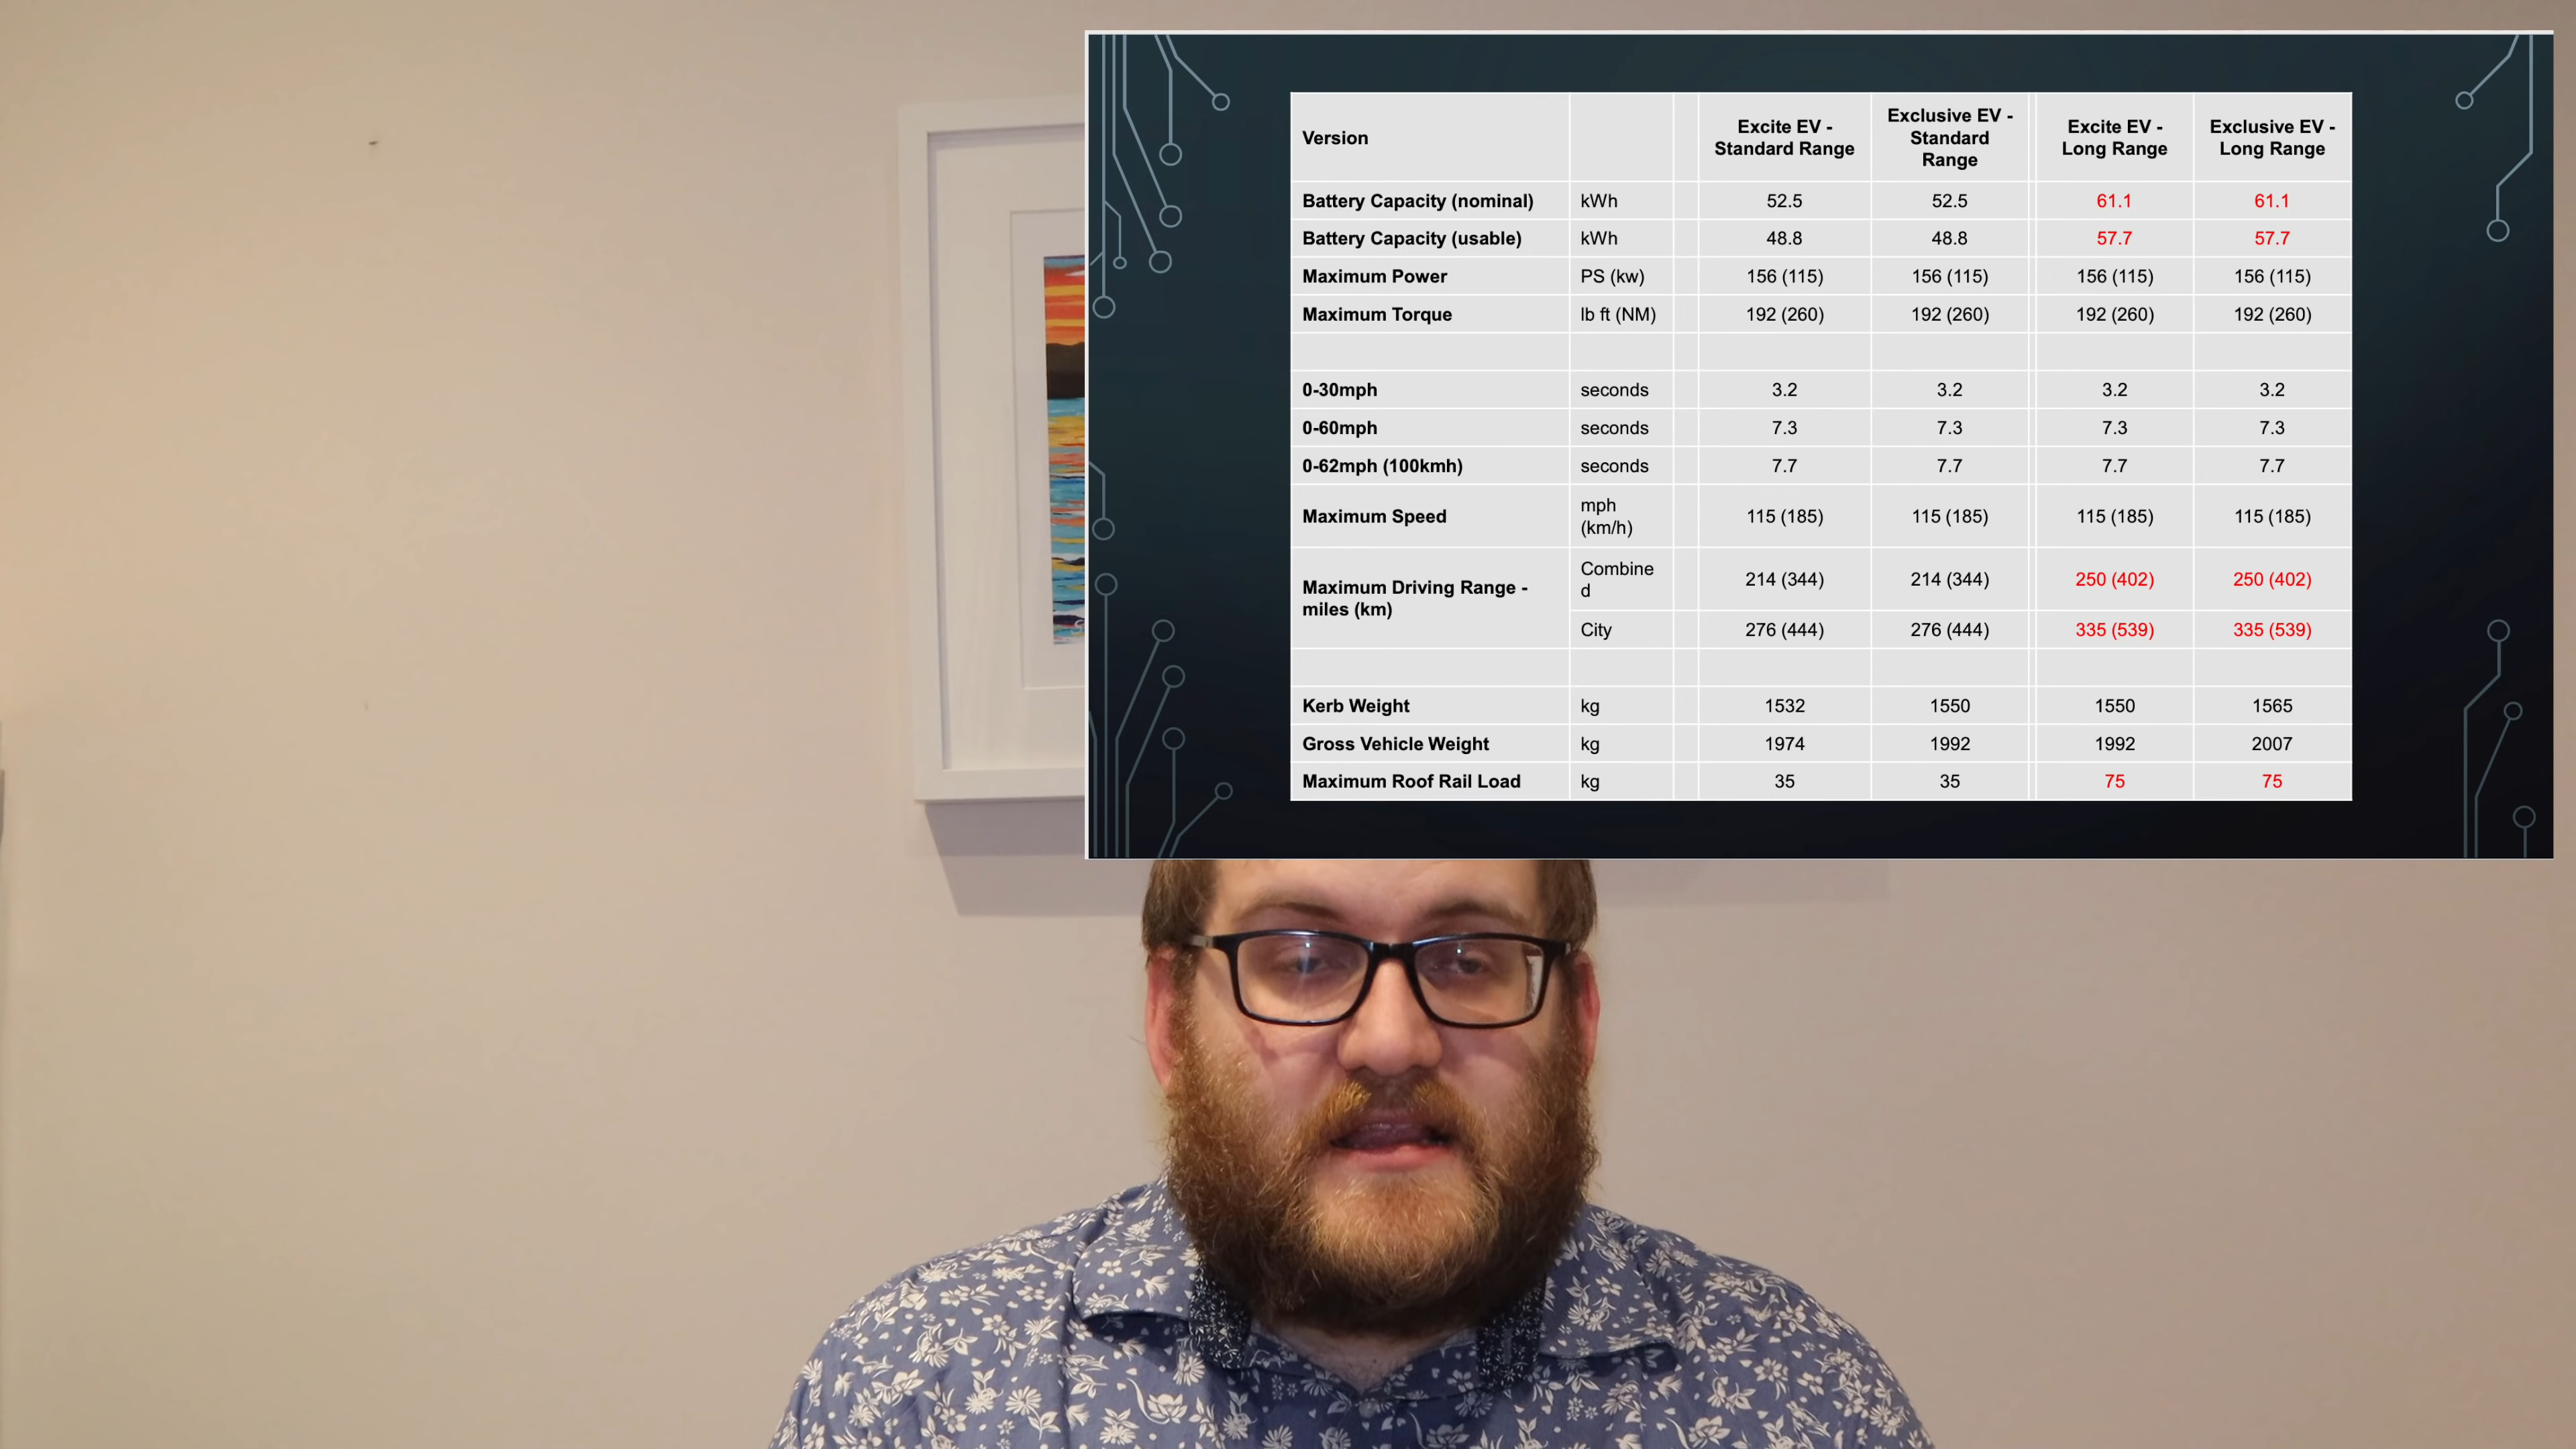 Version Excite EV - Standard Range Exclusive EV - Standard Range Excite EV - Long Range Exclusive EV - Long Range
Battery Capacity (nominal) kWh 52.5 52.5 61.1 61.1
Battery Capacity (usable) kWh 48.8 48.8 57.7 57.7
Maximum Power PS (kw) 156 (115) 156 (115) 156 (115) 156 (115)
Maximum Torque lb ft (NM) 192 (260) 192 (260) 192 (260) 192 (260)
0-30mph seconds 3.2 3.2 3.2 3.2
0-60mph seconds 7.3 7.3 7.3 7.3
0-62mph (100kmh) seconds 7.7 7.7 7.7 7.7
Maximum Speed mph (km/h) 115 (185) 115 (185) 115 (185) 115 (185)
Maximum Driving Range - miles (km) Combined 214 (344) 214 (344) 250 (402) 250 (402)
City 276 (444) 276 (444) 335 (539) 335 (539)
Kerb Weight kg 1532 1550 1550 1565
Gross Vehicle Weight kg 1974 1992 1992 2007
Maximum Roof Rail Load kg 35 35 75 75